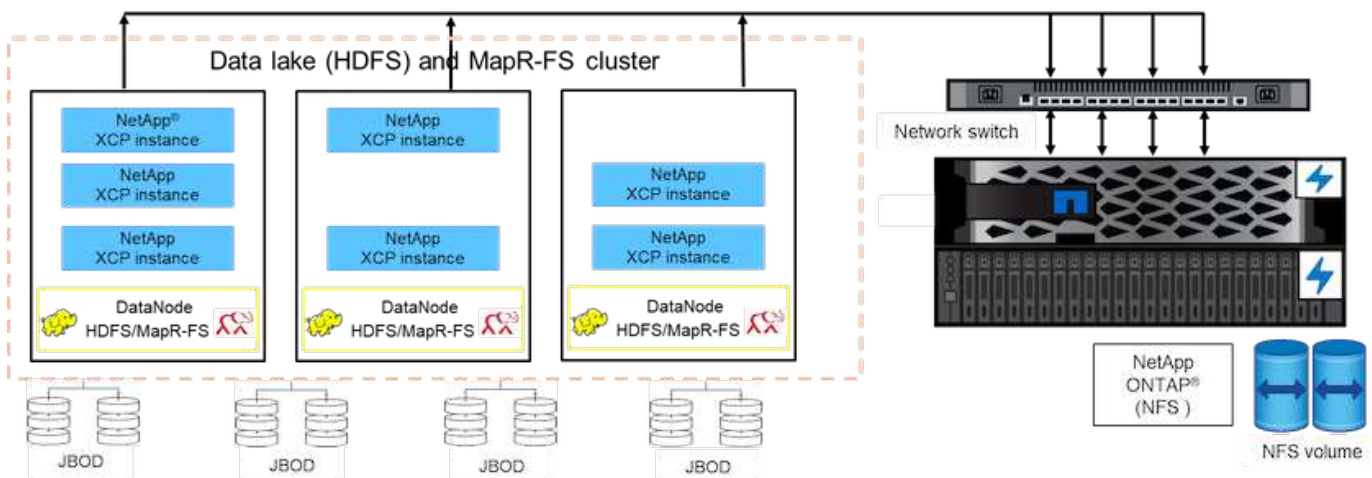 Data lake (HDFS) and MapR-FS cluster
NetApp®
XCP instance
NetApp
XCP instance
NetApp
XCP instance
DataNode
HDFS/MapR-FS
NetApp
XCP instance
NetApp
XCP instance
DataNode
HDFS/MapR-FS
NetApp
XCP instance
NetApp
XCP instance
DataNode
HDFS/MapR-FS
JBOD
JBOD
JBOD
JBOD
Network switch
NetApp
ONTAP®
(NFS )
NFS volume